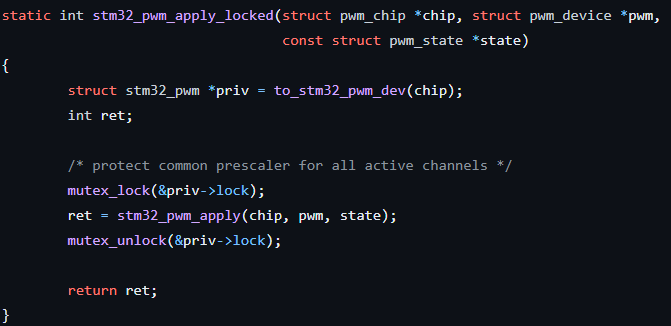 static int stm32_pwm_apply_locked(struct pwm_chip *chip, struct pwm_device *pwm,
                                  const struct pwm_state *state)
{
        struct stm32_pwm *priv = to_stm32_pwm_dev(chip);
        int ret;

        /* protect common prescaler for all active channels */
        mutex_lock(&priv->lock);
        ret = stm32_pwm_apply(chip, pwm, state);
        mutex_unlock(&priv->lock);

        return ret;
}